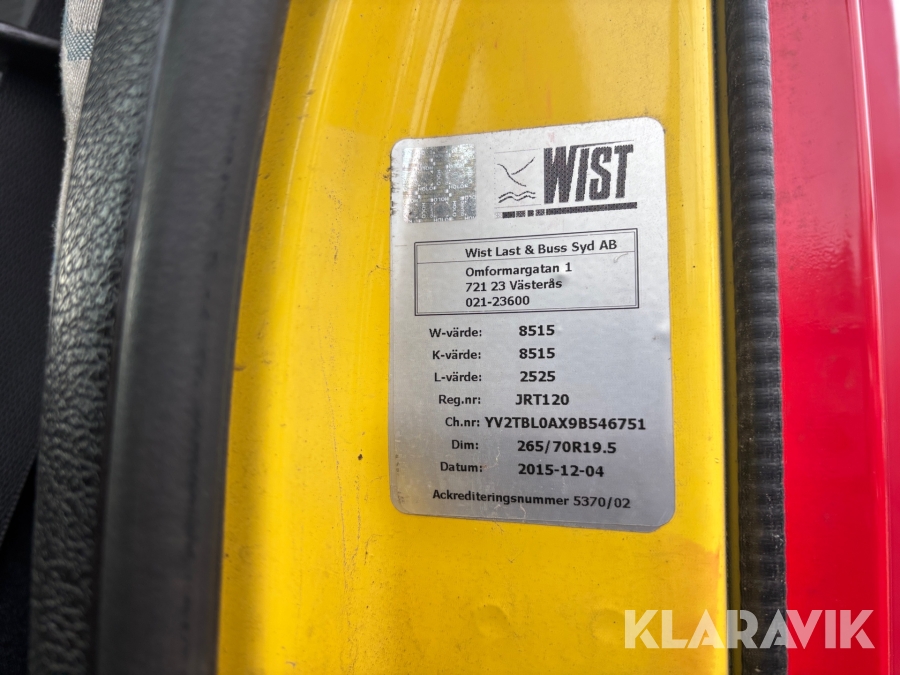 WIST
Wist Last & Buss Syd AB
Omformargatan 1
721 23 Västerås
021-23600
W-värde: 8515
K-värde: 8515
L-värde: 2525
Reg.nr: JRT120
Ch.nr: YV2TBL0AX9B546751
Dim: 265/70R19.5
Datum: 2015-12-04
Ackrediteringsnummer 5370/02
KLARAVIK